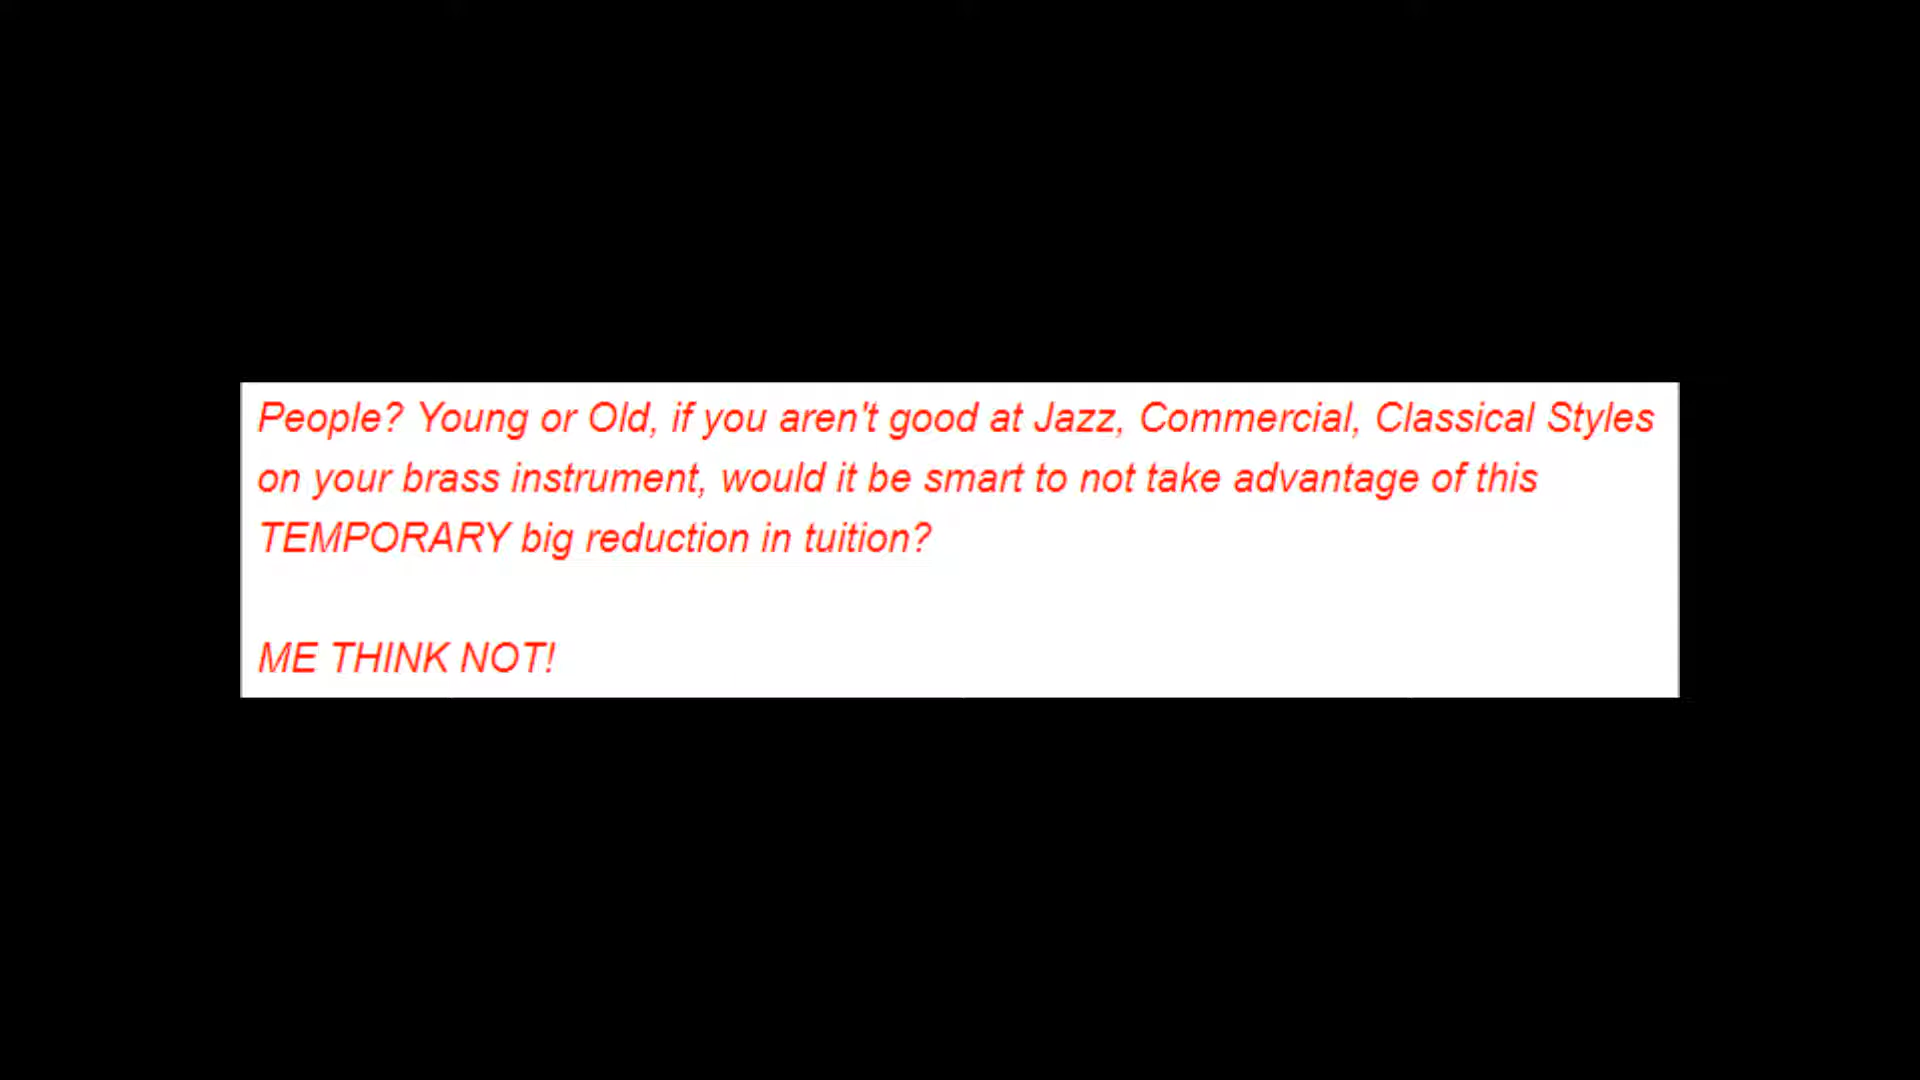 People? Young or Old, if you aren't good at Jazz, Commercial, Classical Styles
on your brass instrument, would it be smart to not take advantage of this
TEMPORARY big reduction in tuition?
ME THINK NOT!